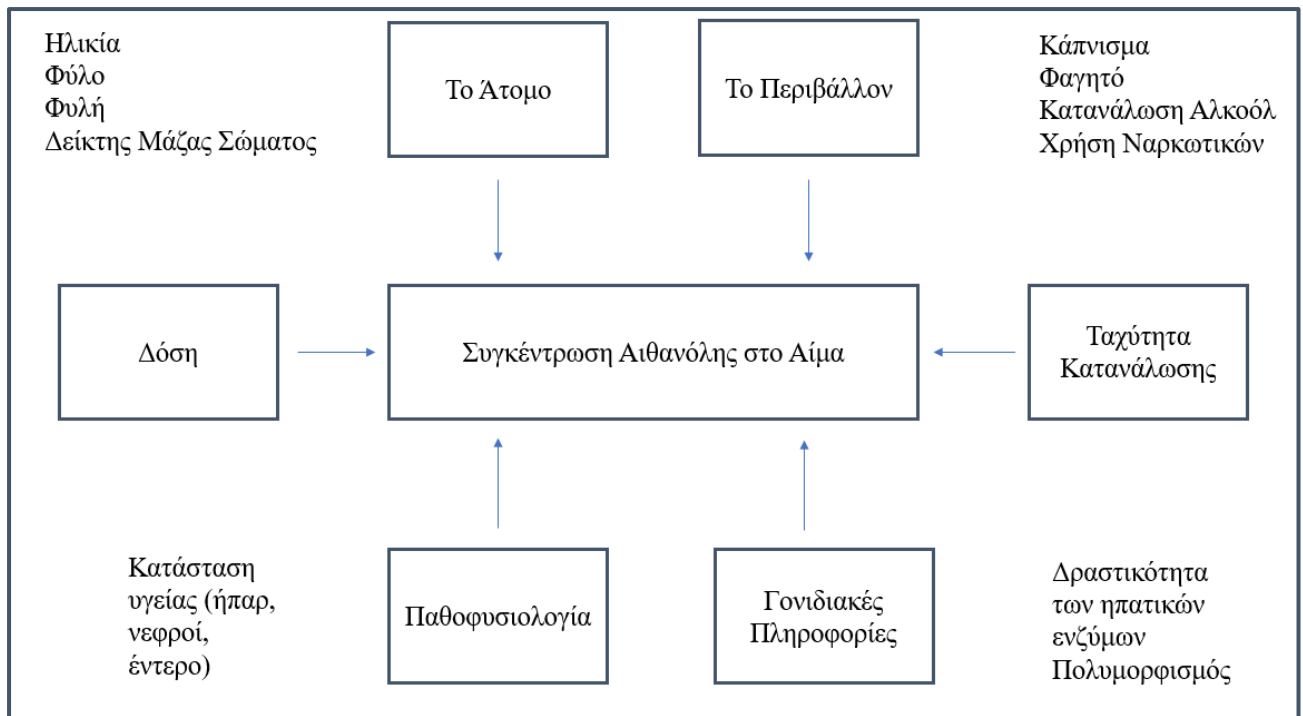 Ηλικία
Φύλο
Φυλή
Δείκτης Μάζας Σώματος
Το Άτομο
Το Περιβάλλον
Κάπνισμα
Φαγητό
Κατανάλωση Αλκοόλ
Χρήση Ναρκωτικών
Δόση
Συγκέντρωση Αιθανόλης στο Αίμα
Ταχύτητα
Κατανάλωσης
Κατάσταση
υγείας (ήπαρ,
νεφροί,
έντερο)
Παθοφυσιολογία
Γονιδιακές
Πληροφορίες
Δραστικότητα
των ηπατικών
ενζύμων
Πολυμορφισμός